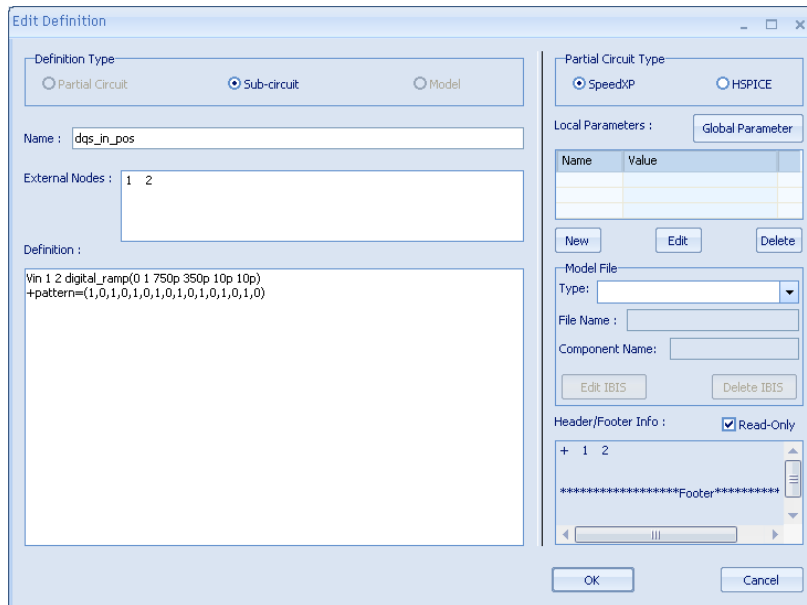 Edit Definition
Definition Type
Partial Circuit
Sub-circuit
Model
Name :
dqs_in_pos
External Nodes :
1 2
Definition :
Vin 1 2 digital_ramp(0 1 750p 350p 10p 10p)
+pattern=(1,0,1,0,1,0,1,0,1,0,1,0,1,0,1,0)
Partial Circuit Type
SpeedXP
HSPICE
Local Parameters :
Global Parameter
Name Value
New
Edit
Delete
Model File
Type:
File Name :
Component Name:
Edit IBIS
Delete IBIS
Header/Footer Info :
Read-Only
+ 1 2
******************Footer**********
OK
Cancel